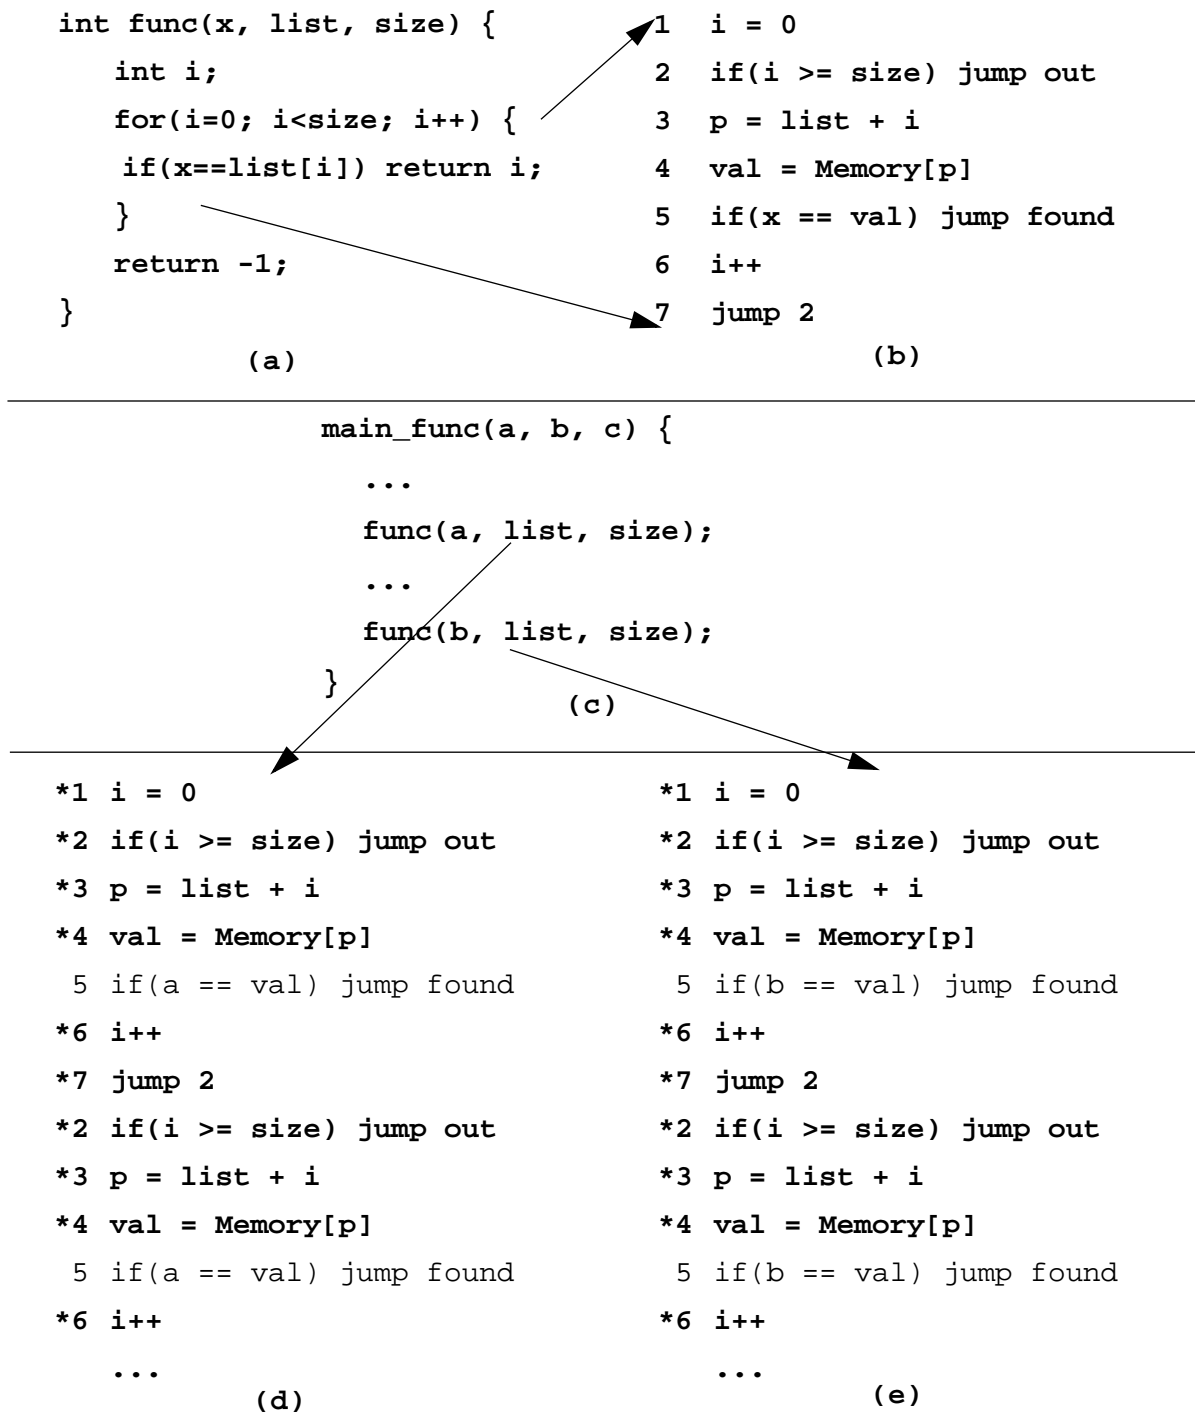 int func(x, list, size) {
int i;
for(i=0; i<size; i++) {
if(x==list[i]) return i;
}
return -1;
}
(a)
1 i = 0
2 if(i >= size) jump out
3 p = list + i
4 val = Memory[p]
5 if(x == val) jump found
6 i++
7 jump 2
(b)
main_func(a, b, c) {
...
func(a, list, size);
...
func(b, list, size);
}
(c)
*1 i = 0
*2 if(i >= size) jump out
*3 p = list + i
*4 val = Memory[p]
5 if(a == val) jump found
*6 i++
*7 jump 2
*2 if(i >= size) jump out
*3 p = list + i
*4 val = Memory[p]
5 if(a == val) jump found
*6 i++
...
(d)
*1 i = 0
*2 if(i >= size) jump out
*3 p = list + i
*4 val = Memory[p]
5 if(b == val) jump found
*6 i++
*7 jump 2
*2 if(i >= size) jump out
*3 p = list + i
*4 val = Memory[p]
5 if(b == val) jump found
*6 i++
...
(e)